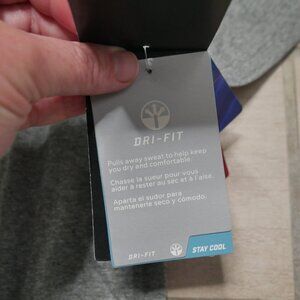 DRI-FIT
Pulls away sweat to help keep
you dry and comfortable.
Chasse la sueur pour vous
aider à rester au sec et à l'aise.
Aparta el sudor para
mantenerte seco y cómodo.
DRI-FIT
STAY COOL